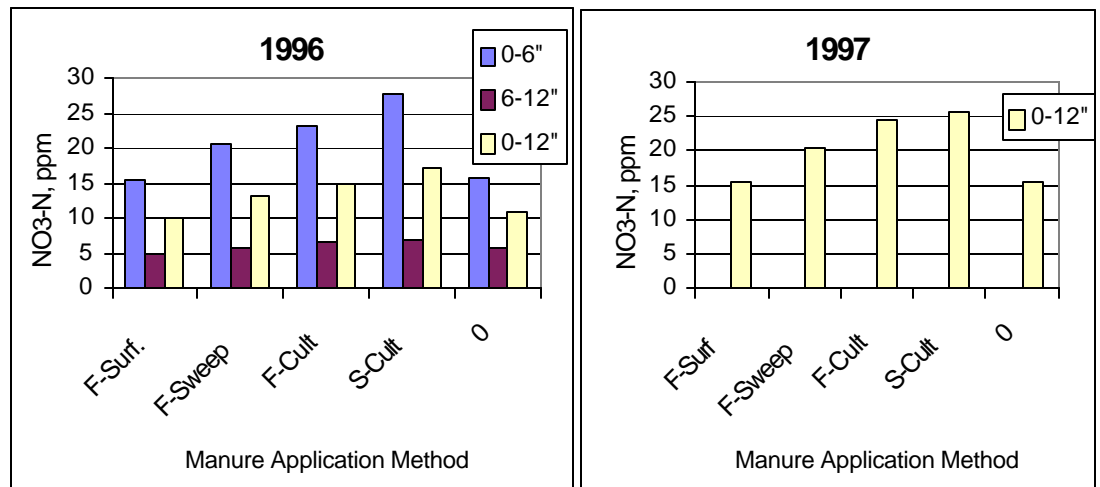 1996
0-6"
6-12"
0-12"
NO3-N, ppm
30
25
20
15
10
5
0
F-Surf.
F-Sweep
F-Cult
S-Cult
0
Manure Application Method
1997
0-12"
NO3-N, ppm
30
25
20
15
10
5
0
F-Surf
F-Sweep
F-Cult
S-Cult
0
Manure Application Method